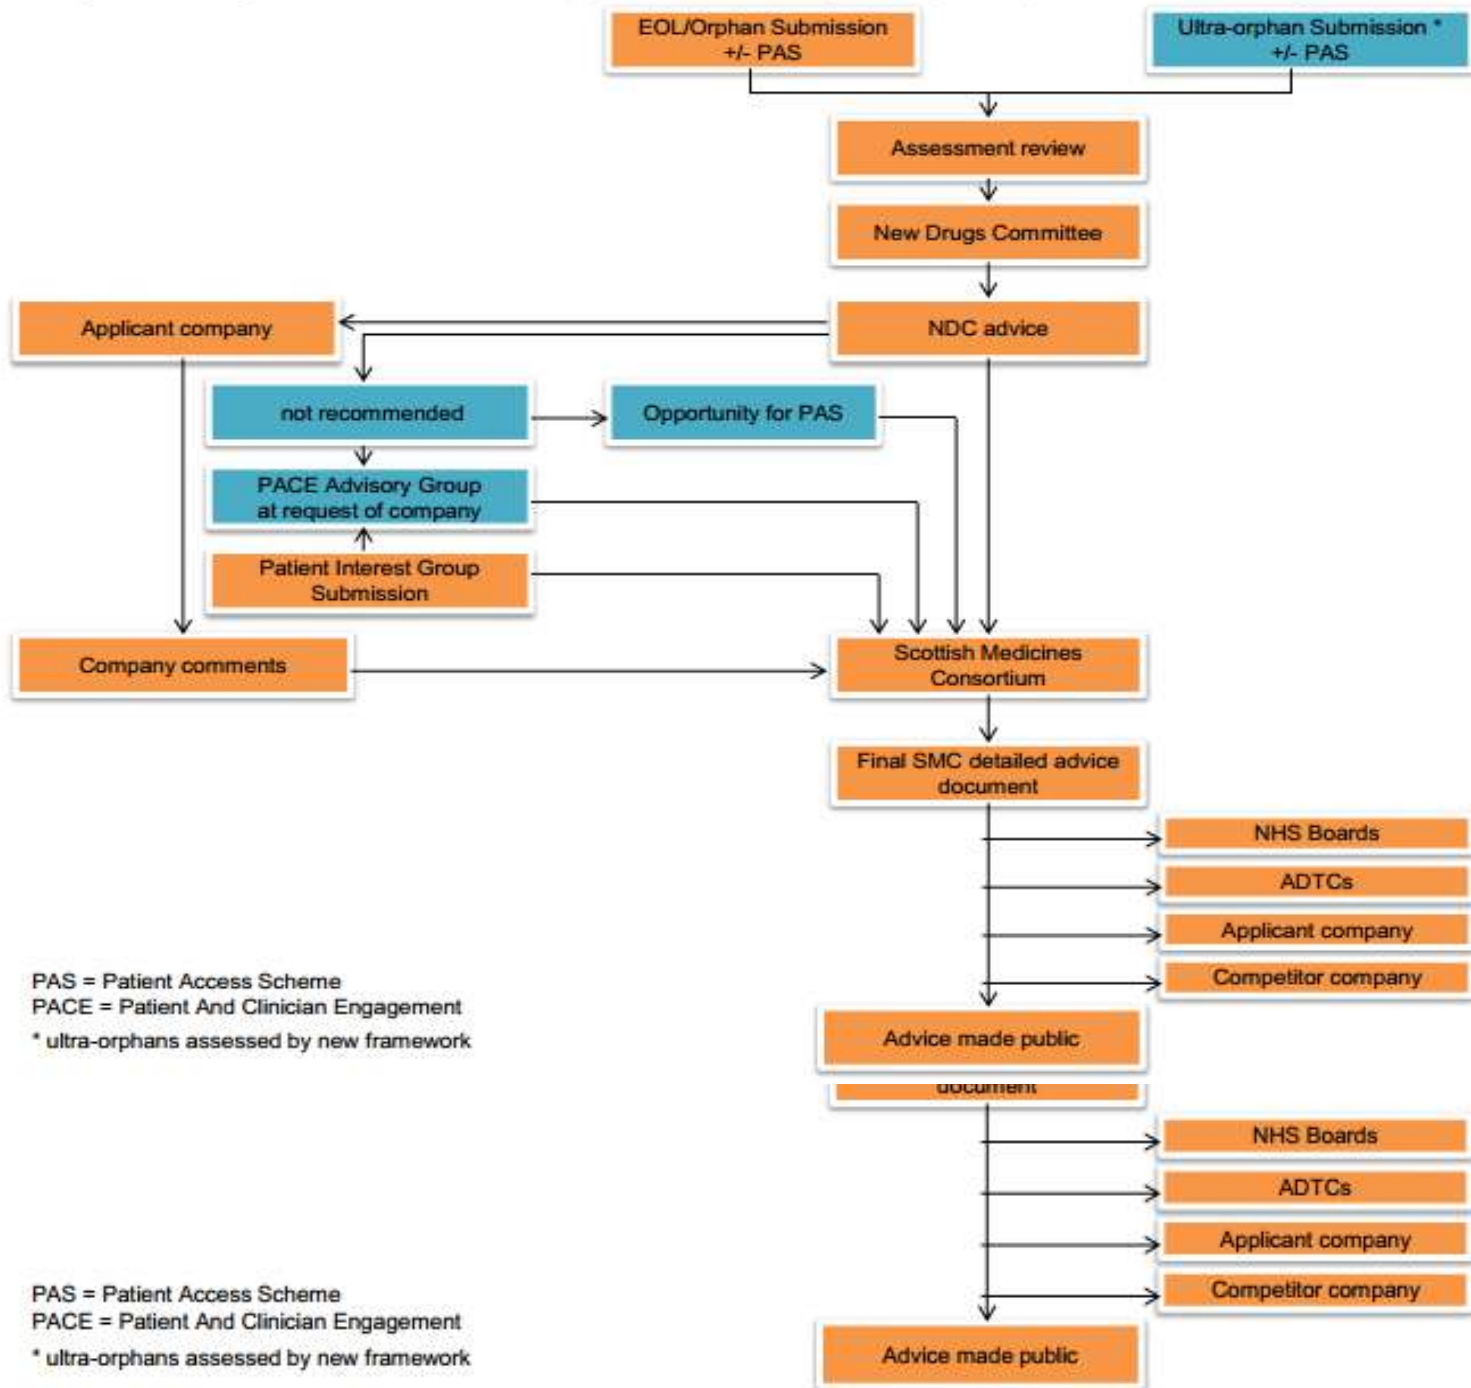 EOL/Orphan Submission
+/- PAS
Ultra-orphan Submission *
+/- PAS
Assessment review
New Drugs Committee
Applicant company
NDC advice
not recommended
Opportunity for PAS
PACE Advisory Group
at request of company
Patient Interest Group
Submission
Company comments
Scottish Medicines
Consortium
Final SMC detailed advice
document
NHS Boards
ADTCs
Applicant company
Competitor company
PAS = Patient Access Scheme
PACE = Patient And Clinician Engagement
* ultra-orphans assessed by new framework
Advice made public
document
NHS Boards
ADTCs
Applicant company
Competitor company
PAS = Patient Access Scheme
PACE = Patient And Clinician Engagement
* ultra-orphans assessed by new framework
Advice made public